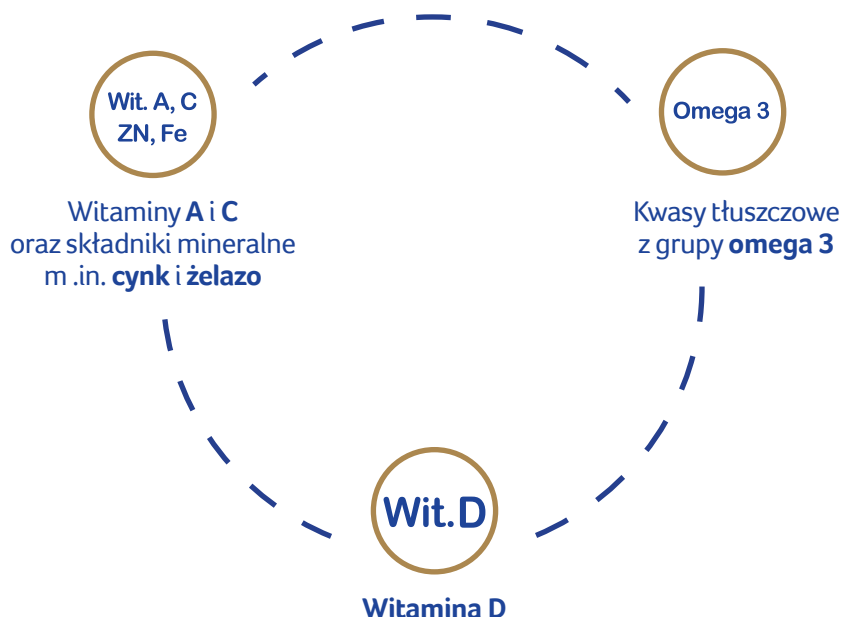 Wit. A, C
ZN, Fe
Witaminy A i C
oraz składniki mineralne
m .in. cynk i żelazo
Omega 3
Kwasy tłuszczowe
z grupy omega 3
Wit.D
Witamina D